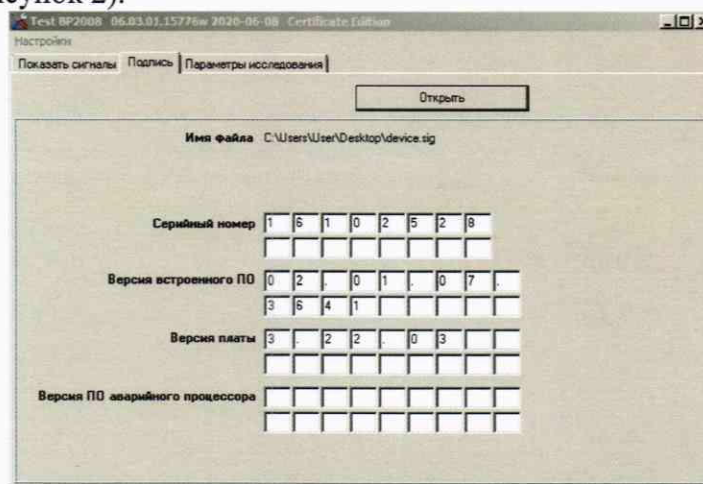 исунок 2).
Test BP2008 06.03.01.15776w 2020-06-08 Certificate Edition
Настройки
Показать сигналы Подпись Параметры исследования
Открыть
Имя файла C:\Users\User\Desktop\device.sig
Серийный номер 1 6 1 0 2 5 2 8
Версия встроенного ПО 0 2 . 0 1 . 0 7 .
3 6 4 1
Версия платы 3 . 2 2 . 0 3
Версия ПО аварийного процессора